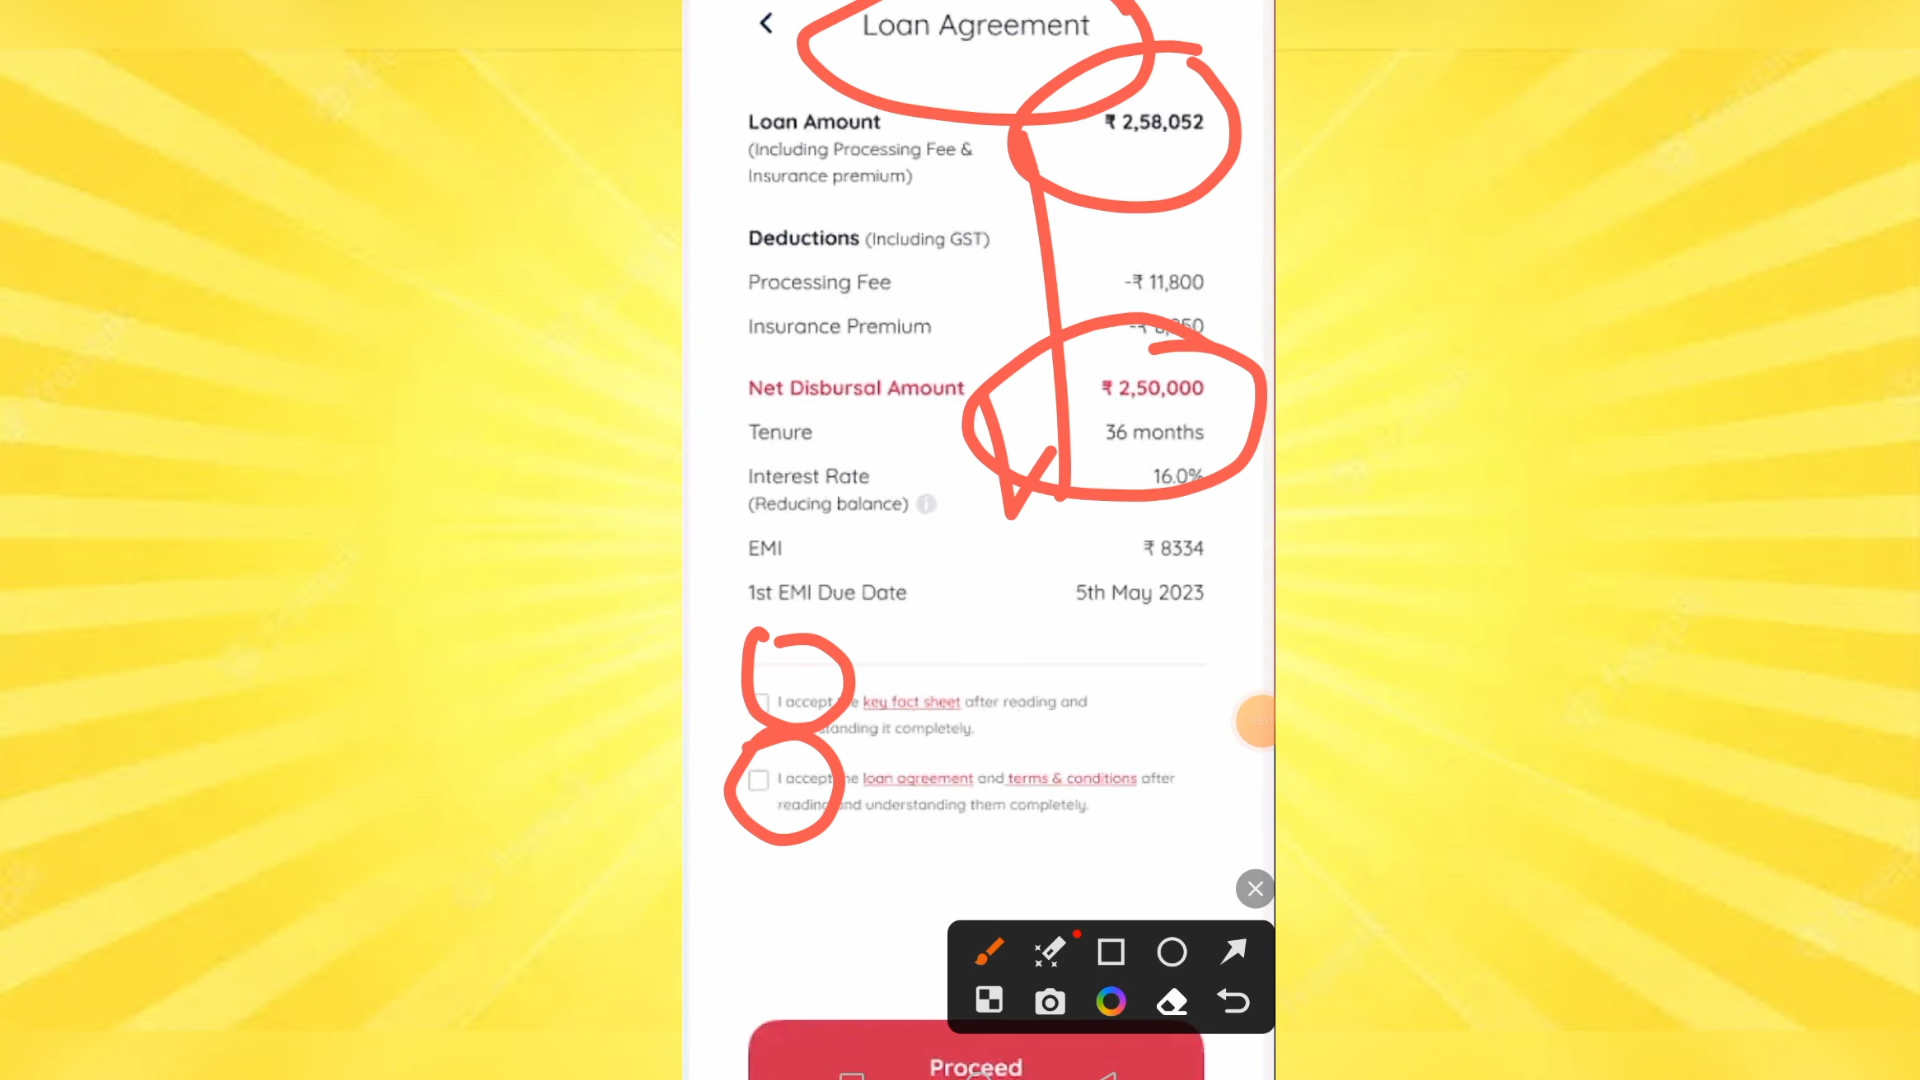 Loan Agreement
Loan Amount ₹ 2,58,052
(Including Processing Fee &
Insurance premium)
Deductions (Including GST)
Processing Fee -₹ 11,800
Insurance Premium
Net Disbursal Amount ₹ 2,50,000
Tenure 36 months
Interest Rate 16.0%
(Reducing balance)
EMI ₹ 8334
1st EMI Due Date 5th May 2023
I accept key fact sheet after reading and
it completely.
I accept loan agreement and terms & conditions after
reading and understanding them completely.
Proceed